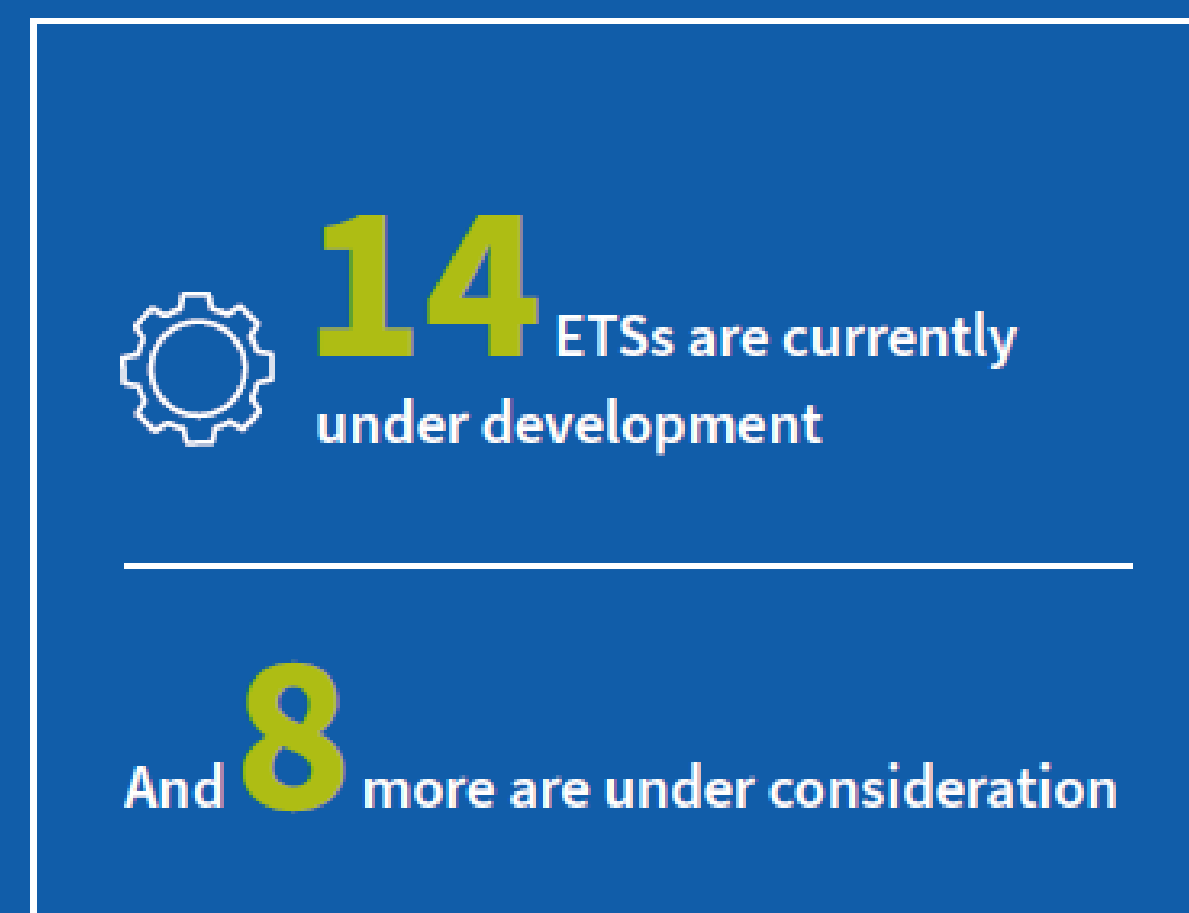 14 ETSs are currently
under development
And 8 more are under consideration